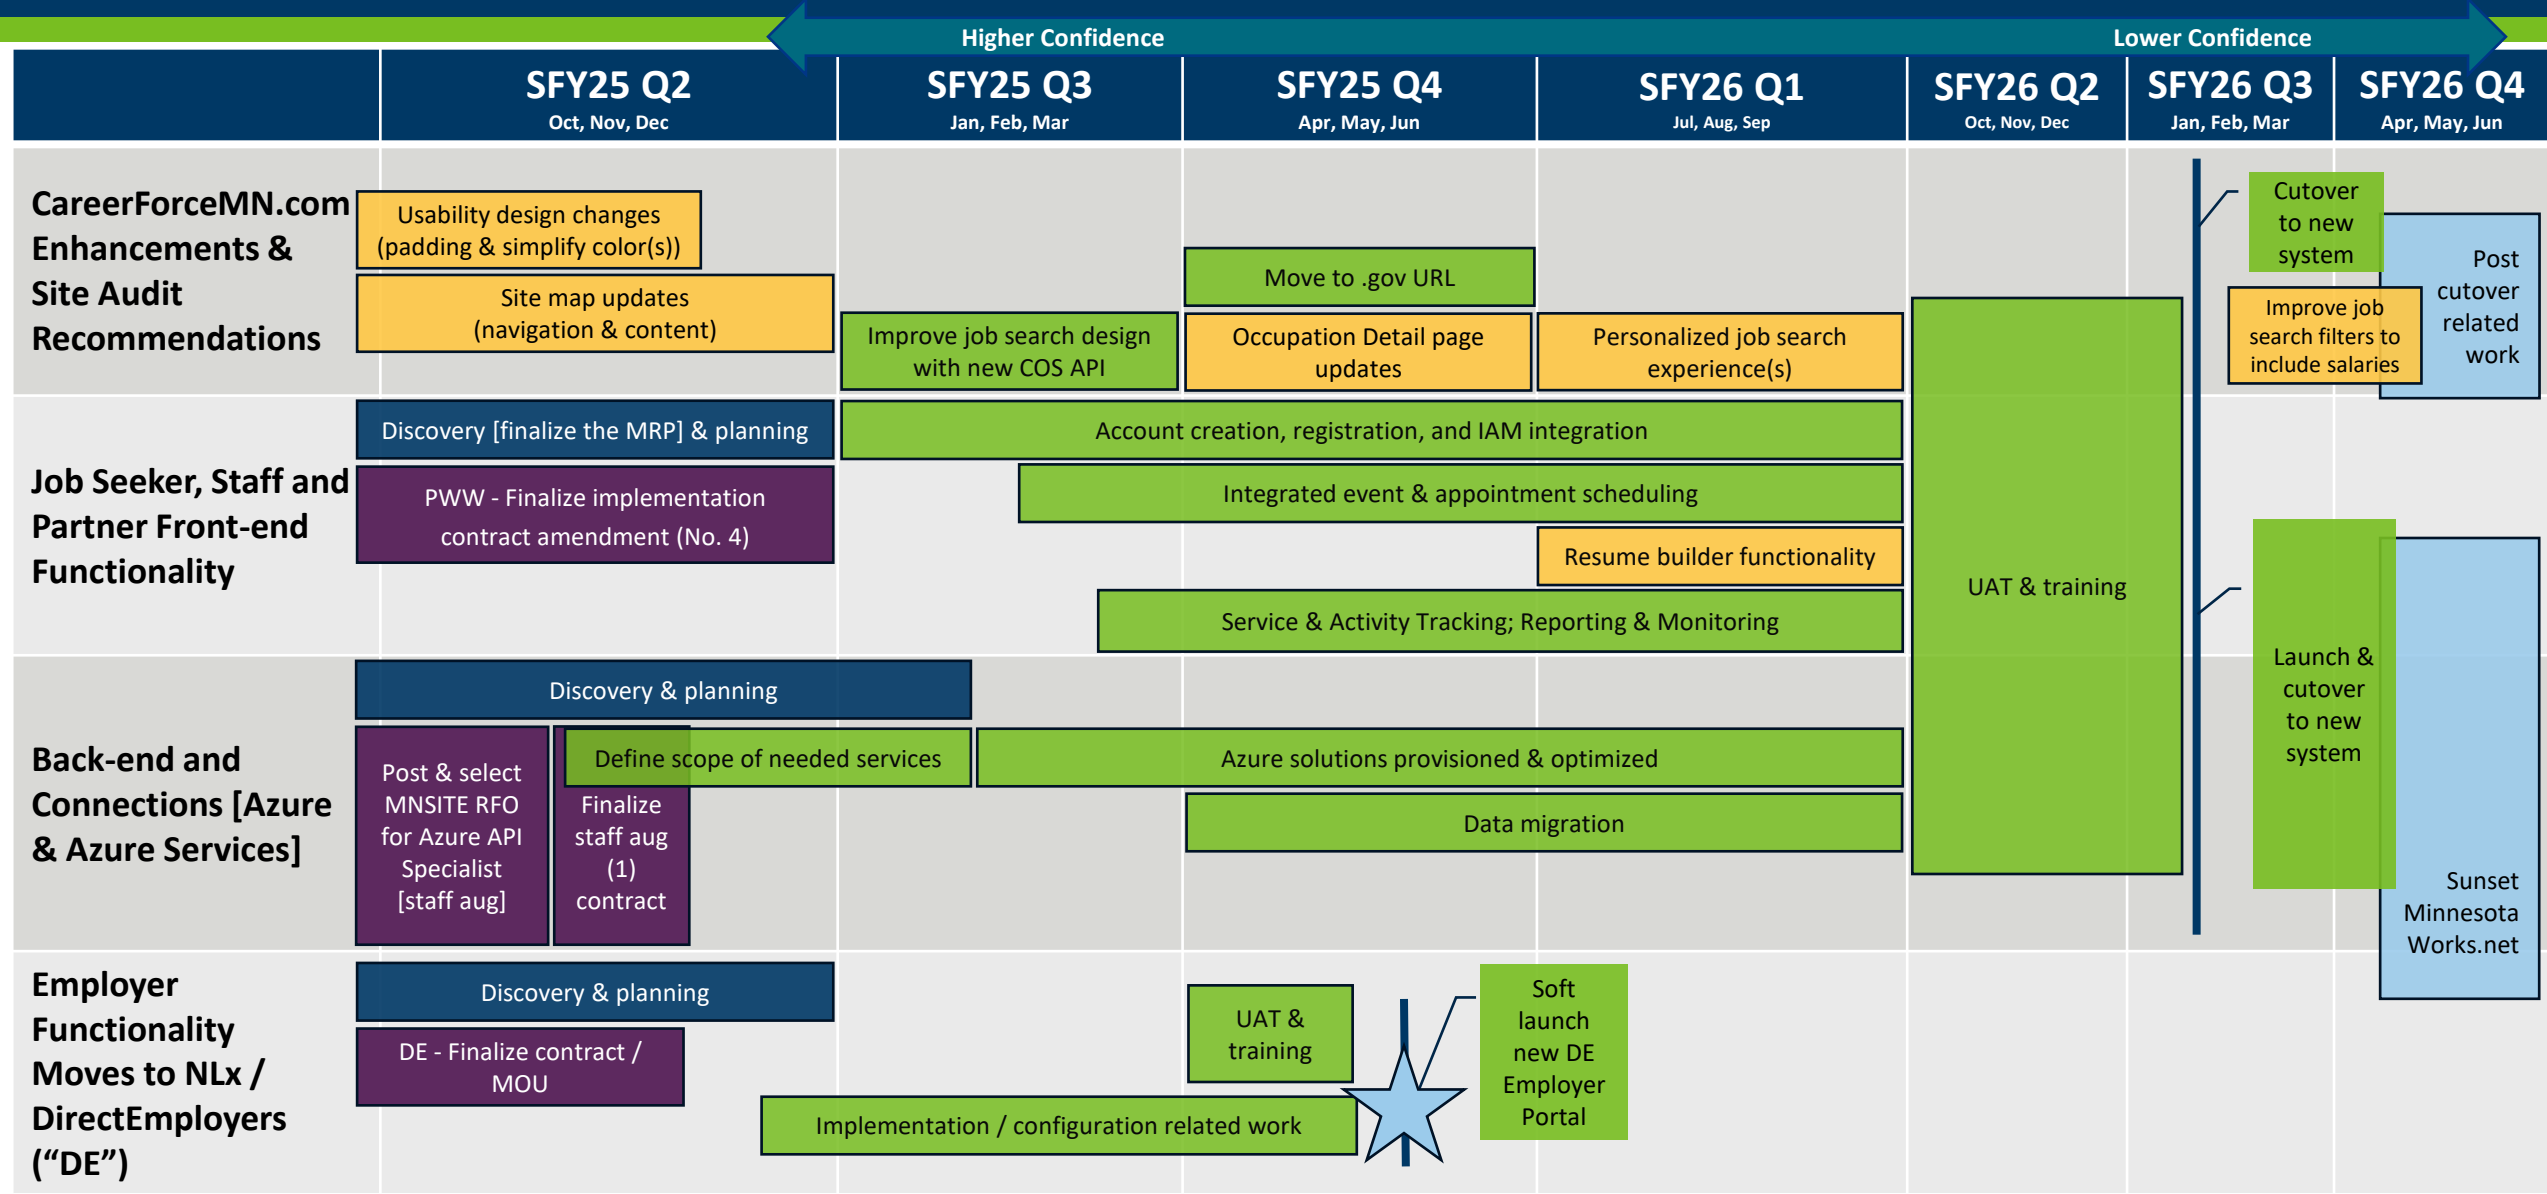 Higher Confidence
Lower Confidence
SFY25 Q2
Oct, Nov, Dec
SFY25 Q3
Jan, Feb, Mar
SFY25 Q4
Apr, May, Jun
SFY26 Q1
Jul, Aug, Sep
SFY26 Q2
Oct, Nov, Dec
SFY26 Q3
Jan, Feb, Mar
SFY26 Q4
Apr, May, Jun
CareerForceMN.com
Enhancements &
Site Audit
Recommendations
Usability design changes
(padding & simplify color(s))
Site map updates
(navigation & content)
Improve job search design
with new COS API
Move to .gov URL
Occupation Detail page
updates
Personalized job search
experience(s)
Cutover
to new
system
Improve job
search filters to
include salaries
Post
cutover
related
work
Job Seeker, Staff and
Partner Front-end
Functionality
Discovery [finalize the MRP] & planning
PWW - Finalize implementation
contract amendment (No. 4)
Account creation, registration, and IAM integration
Integrated event & appointment scheduling
Resume builder functionality
Service & Activity Tracking; Reporting & Monitoring
UAT & training
Launch &
cutover
to new
system
Back-end and
Connections [Azure
& Azure Services]
Discovery & planning
Post & select
MNSITE RFO
for Azure API
Specialist
[staff aug]
Finalize
staff aug
(1)
contract
Define scope of needed services
Azure solutions provisioned & optimized
Data migration
Sunset
Minnesota
Works.net
Employer
Functionality
Moves to NLx /
DirectEmployers
(“DE”)
Discovery & planning
DE - Finalize contract /
MOU
Implementation / configuration related work
UAT &
training
Soft
launch
new DE
Employer
Portal